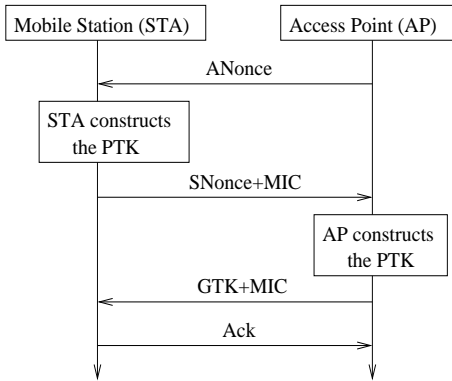 Mobile Station (STA)
Access Point (AP)
ANonce
STA constructs
the PTK
SNonce+MIC
AP constructs
the PTK
GTK+MIC
Ack